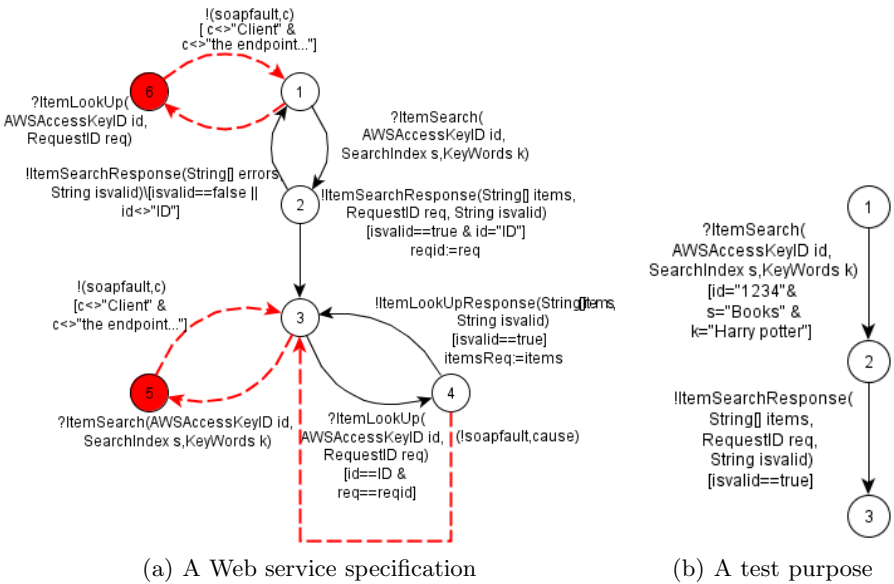 !(soapfault,c)
[ c<>"Client" &
c<>"the endpoint..."]
6
1
?ItemLookUp(
AWSAccessKeyID id,
RequestID req)
?ItemSearch(
AWSAccessKeyID id,
SearchIndex s,KeyWords k)
!ItemSearchResponse(String[] errors,
String isvalid)\[isvalid==false ||
id<>"ID"]
2
!ItemSearchResponse(String[] items,
RequestID req, String isvalid)
[isvalid==true & id="ID"]
reqid:=req
!(soapfault,c)
[c<>"Client" &
c<>"the endpoint..."]
3
!ItemLookUpResponse(String[] items,
String isvalid)
[isvalid==true]
itemsReq:=items
5
4
?ItemSearch(AWSAccessKeyID id,
SearchIndex s,KeyWords k)
?ItemLookUp(
AWSAccessKeyID id,
RequestID req)
[id==ID &
req==reqid]
(!soapfault,cause)
(a) A Web service specification
1
?ItemSearch(
AWSAccessKeyID id,
SearchIndex s,KeyWords k)
[id="1234"&
s="Books" &
k="Harry potter"]
2
!ItemSearchResponse(
String[] items,
RequestID req,
String isvalid)
[isvalid==true]
3
(b) A test purpose